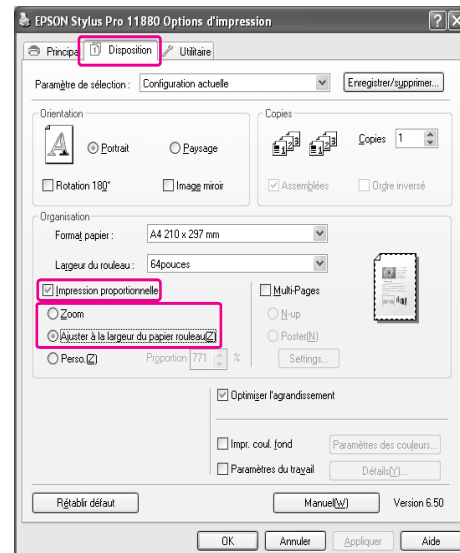 EPSON Stylus Pro 11880 Options d'impression
Principal Disposition Utilitaire
Paramètre de sélection : Configuration actuelle Enregistrer/supprimer...
Orientation Copies
Portrait Paysage Copies 1
Rotation 180° Image miroir Assemblées Ordre inversé
Organisation
Format papier : A4 210 x 297 mm
Largeur du rouleau : 64pouces
Impression proportionnelle Multi-Pages
Zoom N-up
Ajuster à la largeur du papier rouleau(Z) Poster(N)
Perso.(Z) Proportion 771 % Settings...
Optimiser l'agrandissement
Impr. coul. fond Paramètres des couleurs...
Paramètres du travail Détails(Y)...
Rétablir défaut Manuel(W) Version 6.50
OK Annuler Appliquer Aide